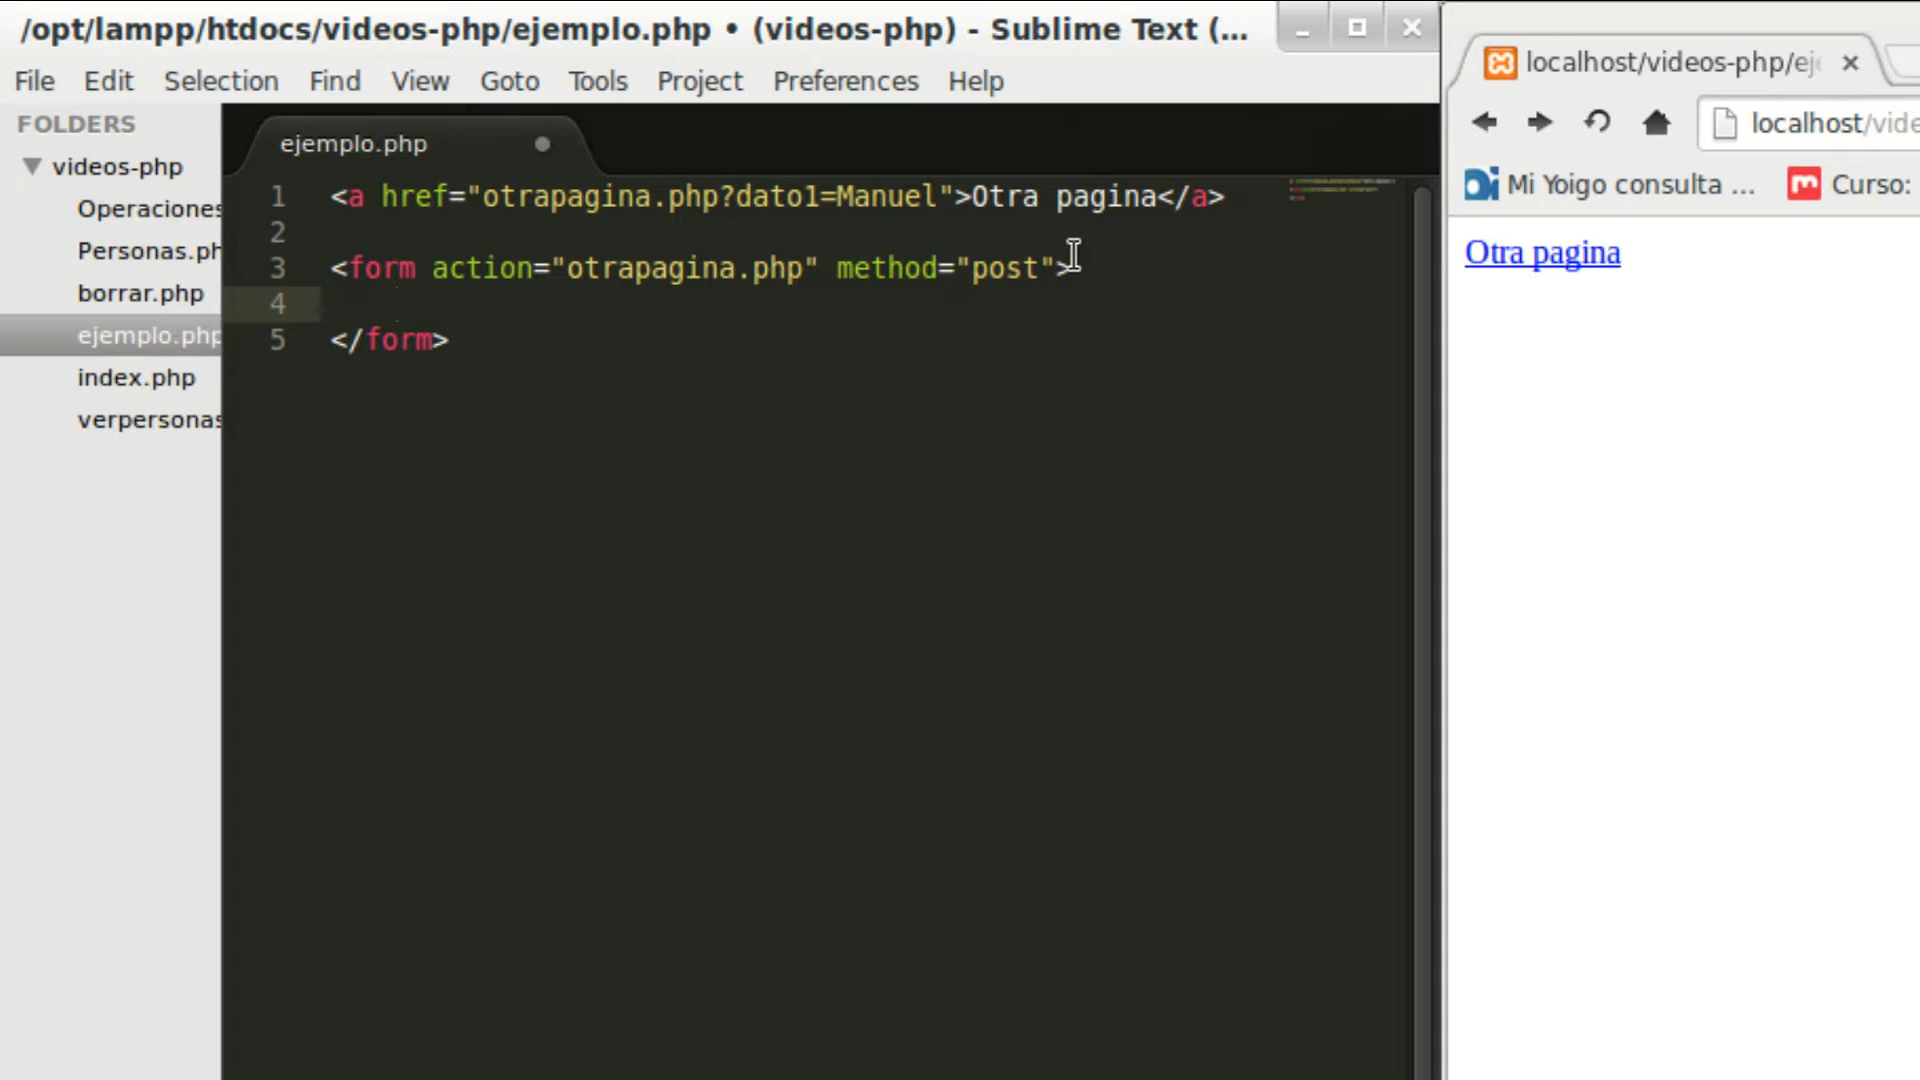 /opt/lampp/htdocs/videos-php/ejemplo.php • (videos-php) - Sublime Text (...
File Edit Selection Find View Goto Tools Project Preferences Help
FOLDERS
videos-php
Operaciones
Personas.ph
borrar.php
ejemplo.php
index.php
verpersonas
ejemplo.php
1 <a href="otrapagina.php?dato1=Manuel">Otra pagina</a>
2
3 <form action="otrapagina.php" method="post">
4
5 </form>
localhost/videos-php/eje
localhost/vide
Mi Yoigo consulta ...
Curso:
Otra pagina